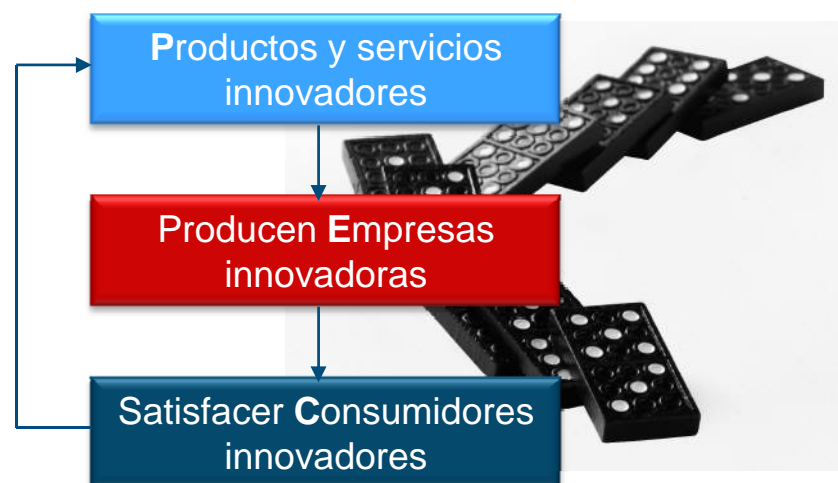 Productos y servicios
innovadores
Producen Empresas
innovadoras
Satisfacer Consumidores
innovadores